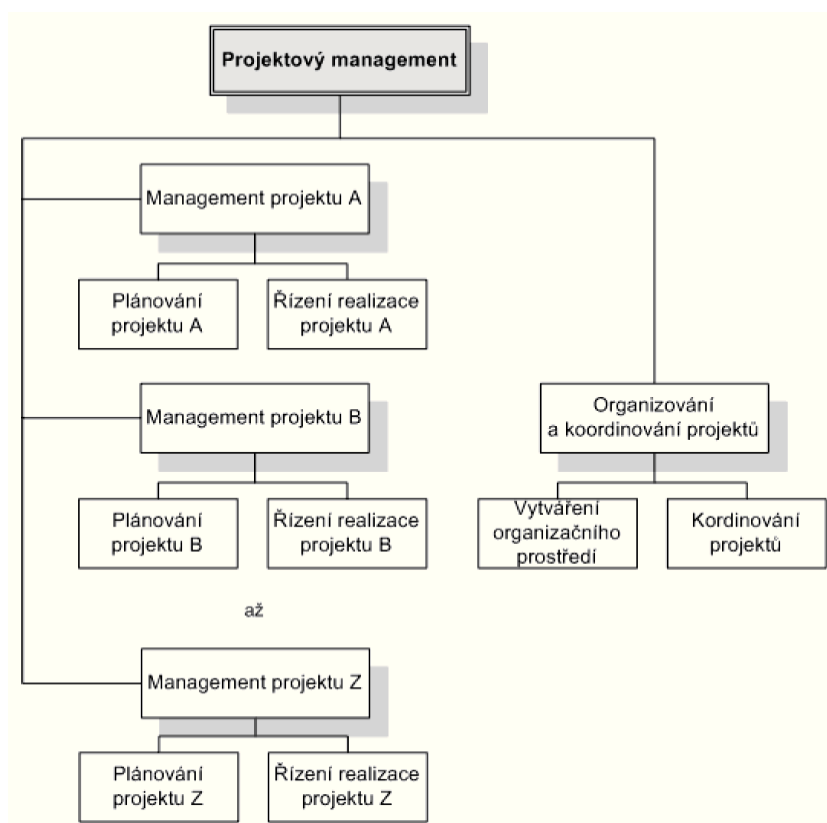 Projektový management
Management projektu A
Plánování
projektu A
Řízení realizace
projektu A
Management projektu B
Plánování
projektu B
Řízení realizace
projektu B
Organizování
a koordinování projektů
Vytváření
organizačního
prostředí
Kordinování
projektů
až
Management projektu Z
Plánování
projektu Z
Řízení realizace
projektu Z